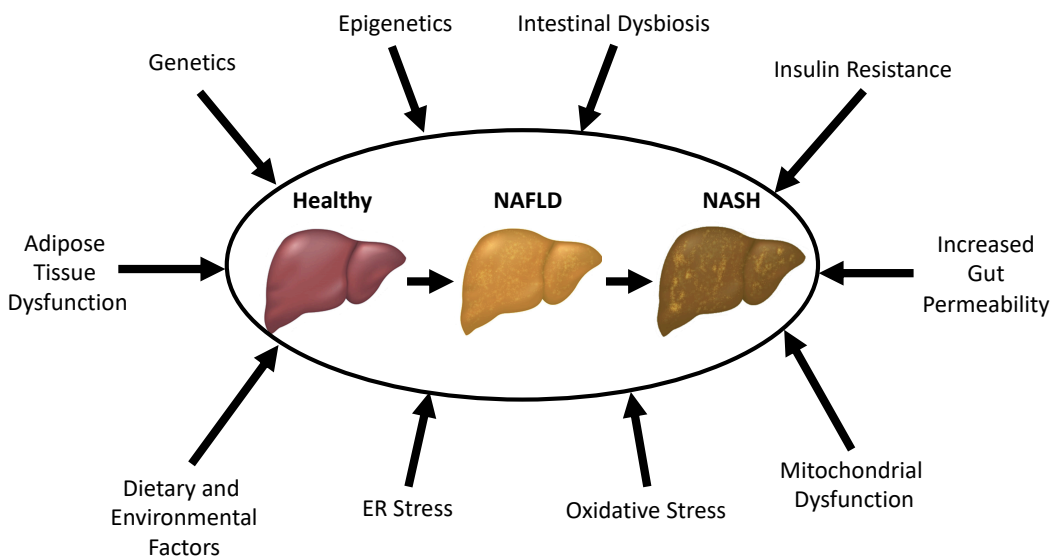 Epigenetics
Intestinal Dysbiosis
Genetics
Insulin Resistance
Healthy
NAFLD
NASH
Adipose
Tissue
Dysfunction
Increased
Gut
Permeability
Dietary and
Environmental
Factors
ER Stress
Oxidative Stress
Mitochondrial
Dysfunction